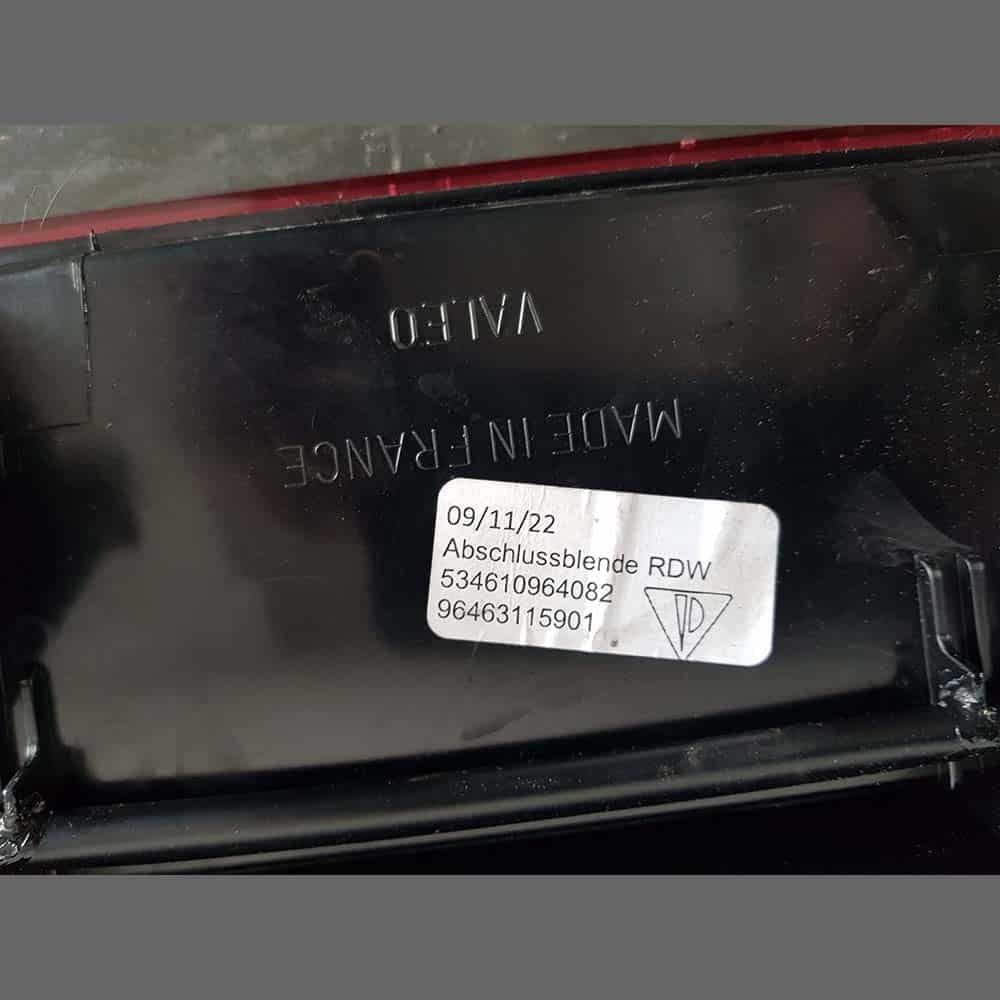 VALEO
MADE IN FRANCE
09/11/22
Abschlussblende RDW
534610964082
96463115901